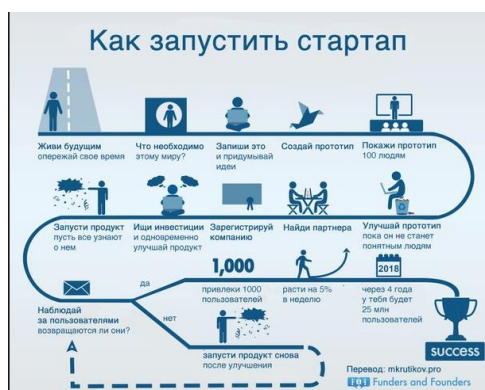 Как запустить стартап
Живи будущим
опережай свое время
Что необходимо
этому миру?
Запиши это
и придумывай
идеи
Создай прототип
Покажи прототип
100 людям
Запусти продукт
пусть все узнают
о нем
Ищи инвестиции
и одновременно
улучшай продукт
Зарегистрируй
компанию
Найди партнера
Улучшай прототип
пока он не станет
понятным людям
Наблюдай
за пользователями
возвращаются ли они?
да
нет
1,000
привлеки 1000
пользователей
расти на 5%
в неделю
2018
через 4 года
у тебя будет
25 млн
пользователей
запусти продукт снова
после улучшения
success
Перевод: mkrutikov.pro
Funders and Founders